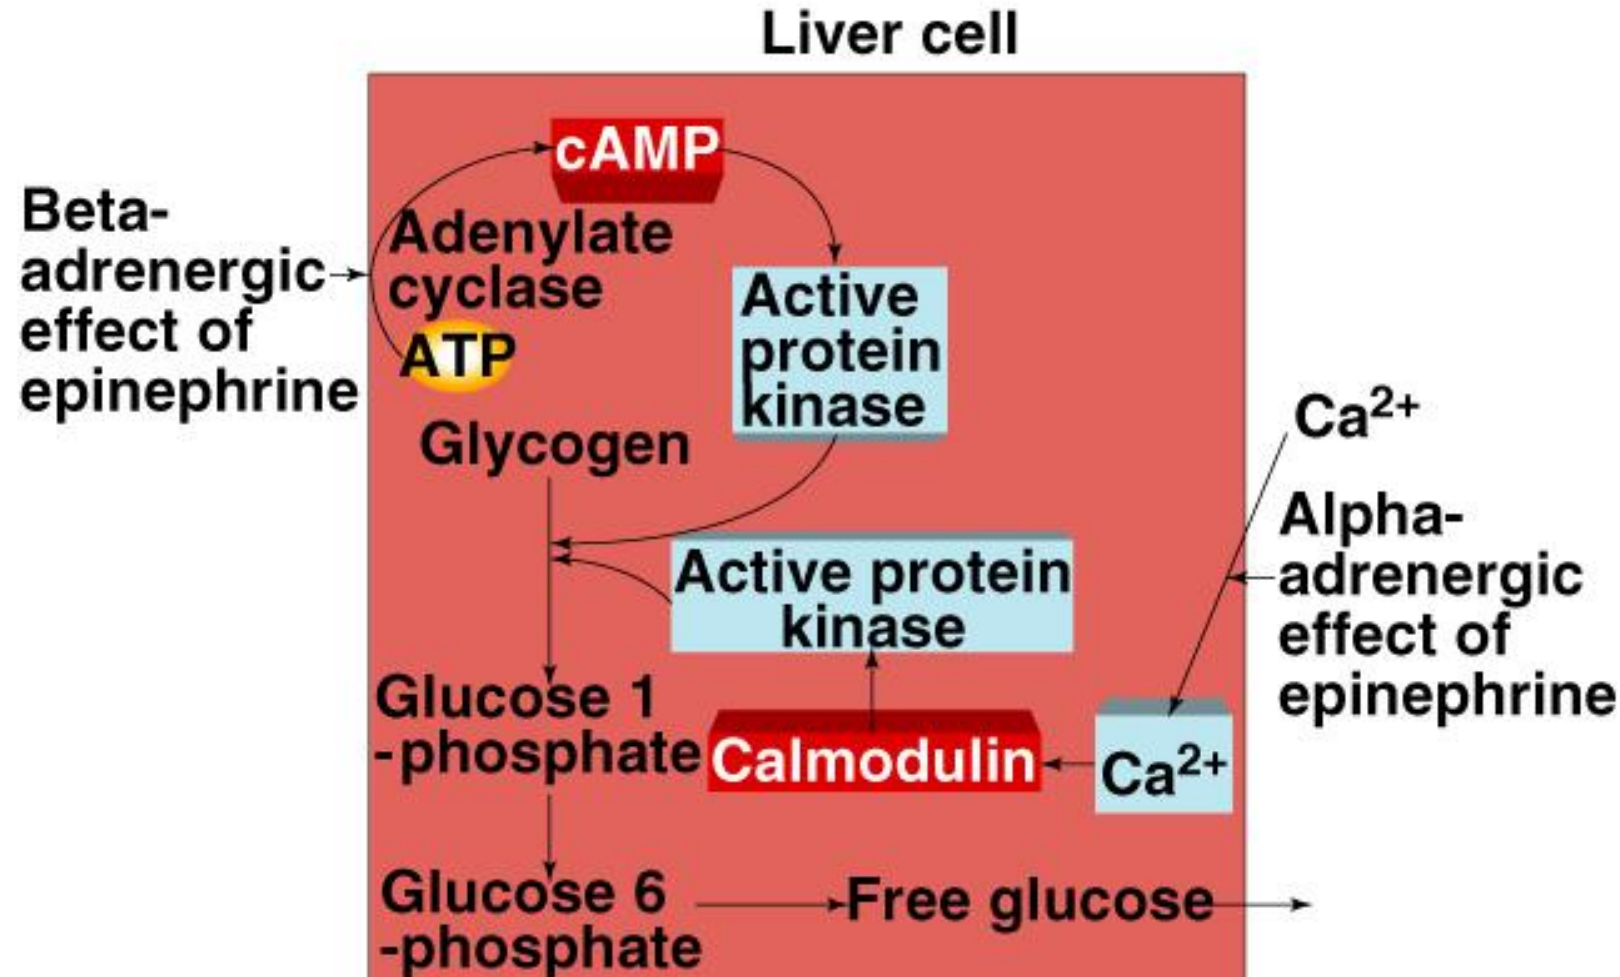 Liver cell
cAMP
Beta-
adrenergic
effect of
epinephrine
Adenylate
cyclase
ATP
Active
protein
kinase
Glycogen
Ca²⁺
Alpha-
adrenergic
effect of
epinephrine
Active protein
kinase
Glucose 1
-phosphate
Calmodulin
Ca²⁺
Glucose 6
-phosphate
Free glucose